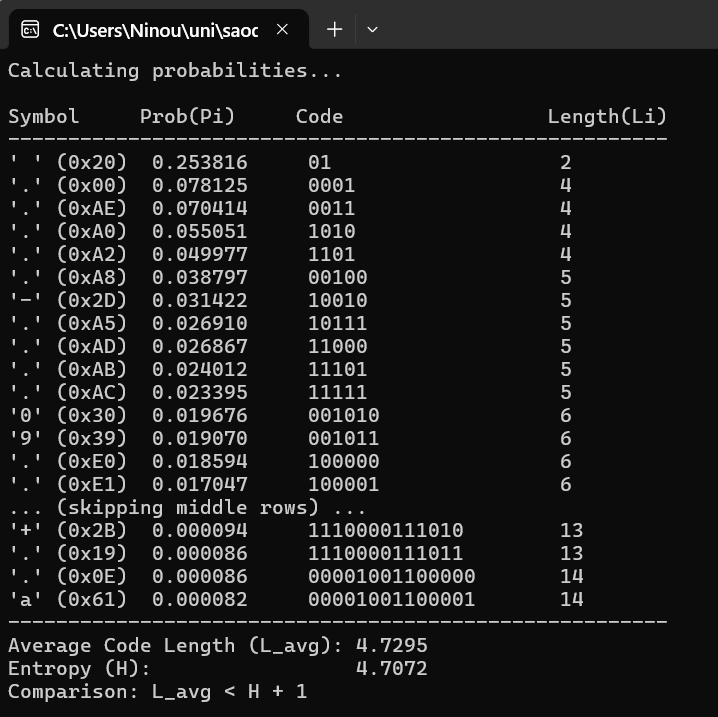 C:\Users\Ninou\uni\saoc
Calculating probabilities...
Symbol Prob(Pi) Code Length(Li)
----------------------------------------------------------
' ' (0x20) 0.253816 01 2
'.' (0x00) 0.078125 0001 4
'.' (0xAE) 0.070414 0011 4
'.' (0xA0) 0.055051 1010 4
'.' (0xA2) 0.049977 1101 4
'.' (0xA8) 0.038797 00100 5
'-' (0x2D) 0.031422 10010 5
'.' (0xA5) 0.026910 10111 5
'.' (0xAD) 0.026867 11000 5
'.' (0xAB) 0.024012 11101 5
'.' (0xAC) 0.023395 11111 5
'0' (0x30) 0.019676 001010 6
'9' (0x39) 0.019070 001011 6
'.' (0xE0) 0.018594 100000 6
'.' (0xE1) 0.017047 100001 6
... (skipping middle rows) ...
'+' (0x2B) 0.000094 1110000111010 13
'.' (0x19) 0.000086 1110000111011 13
'.' (0x0E) 0.000086 00001001100000 14
'a' (0x61) 0.000082 00001001100001 14
----------------------------------------------------------
Average Code Length (L_avg): 4.7295
Entropy (H): 4.7072
Comparison: L_avg < H + 1